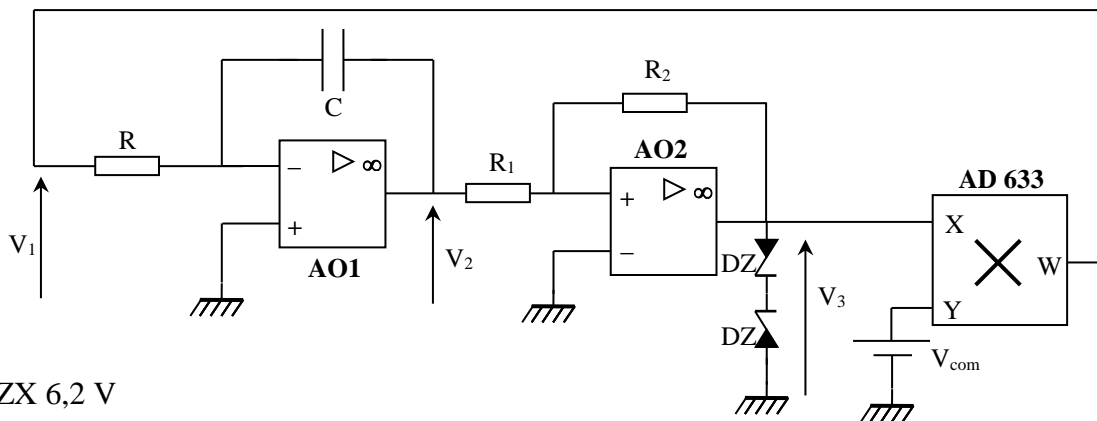 R₂
C
R
AO2
R₁
AD 633
▷ ∞
▷ ∞
−
+
+
−
X
Y
W
AO1
V₁
V₂
DZ
DZ
V₃
Vcom
ZX 6,2 V